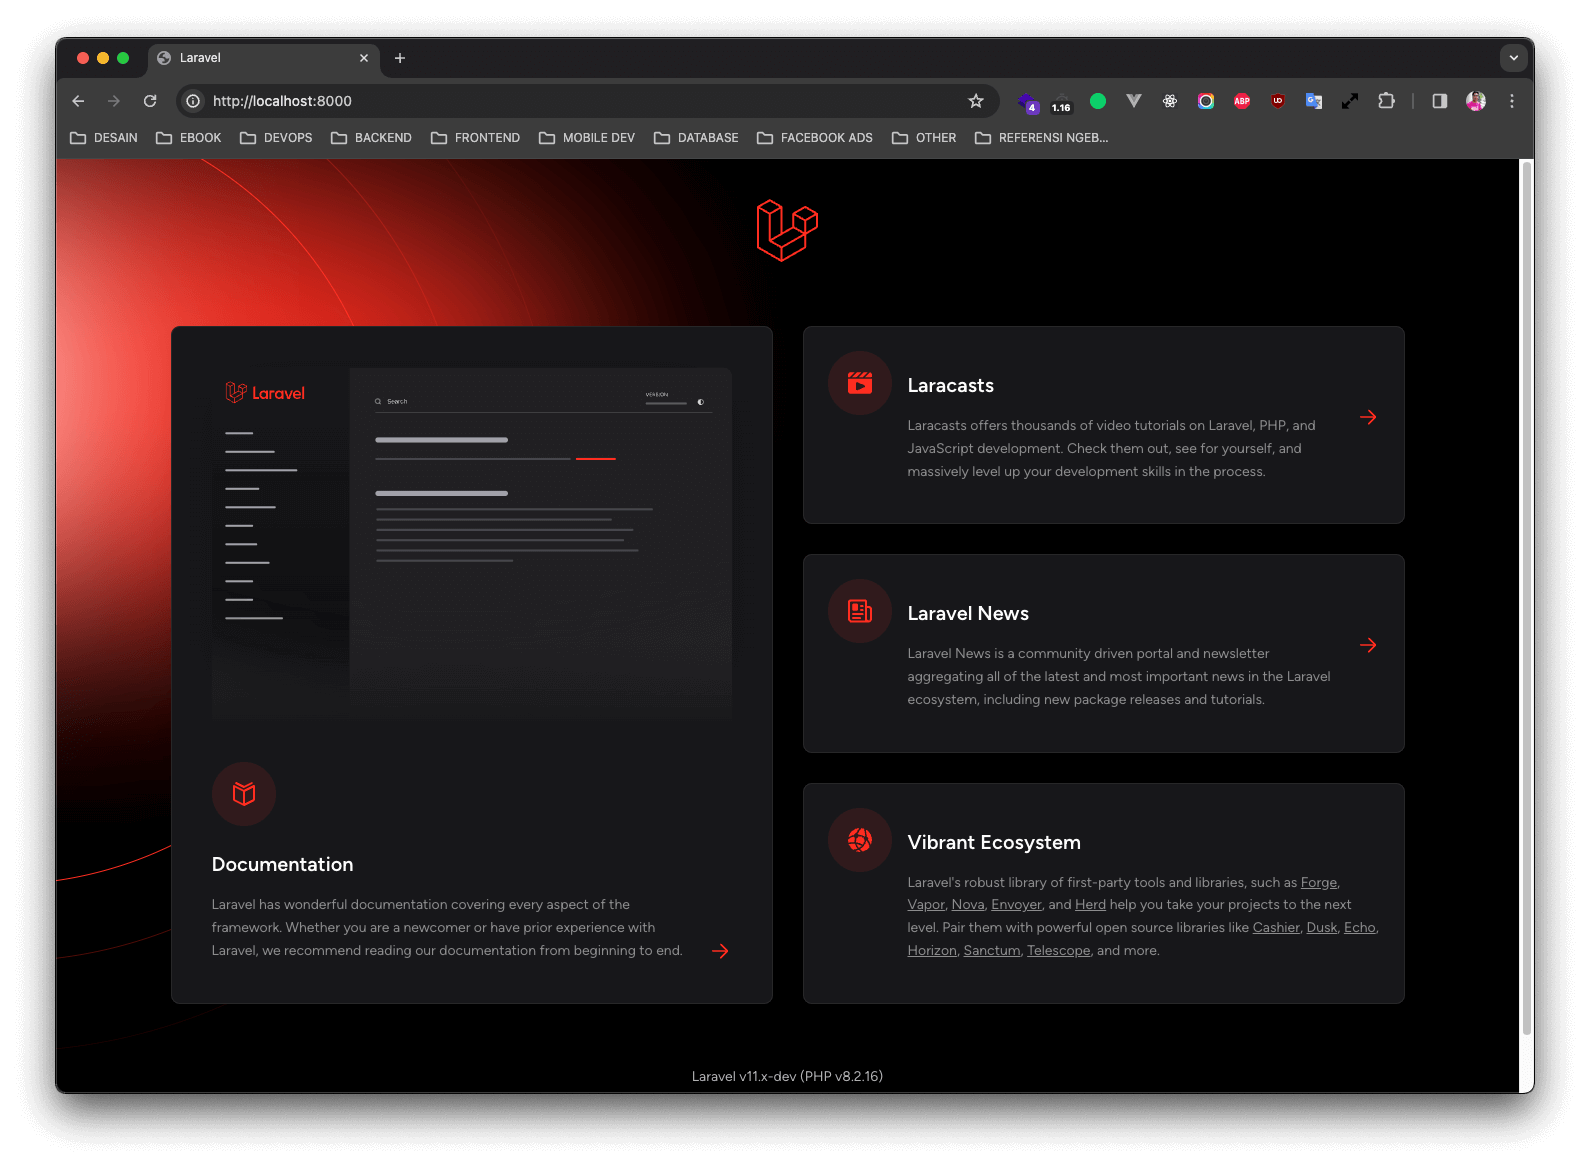 Laravel
http://localhost:8000
4
1.16
ABP
UD
G
DESAIN EBOOK DEVOPS BACKEND FRONTEND MOBILE DEV DATABASE FACEBOOK ADS OTHER REFERENSI NGEB...
Laravel
Search
VERSION
Documentation
Laravel has wonderful documentation covering every aspect of the
framework. Whether you are a newcomer or have prior experience with
Laravel, we recommend reading our documentation from beginning to end.
Laracasts
Laracasts offers thousands of video tutorials on Laravel, PHP, and
JavaScript development. Check them out, see for yourself, and
massively level up your development skills in the process.
Laravel News
Laravel News is a community driven portal and newsletter
aggregating all of the latest and most important news in the Laravel
ecosystem, including new package releases and tutorials.
Vibrant Ecosystem
Laravel's robust library of first-party tools and libraries, such as Forge,
Vapor, Nova, Envoyer, and Herd help you take your projects to the next
level. Pair them with powerful open source libraries like Cashier, Dusk, Echo,
Horizon, Sanctum, Telescope, and more.
Laravel v11.x-dev (PHP v8.2.16)